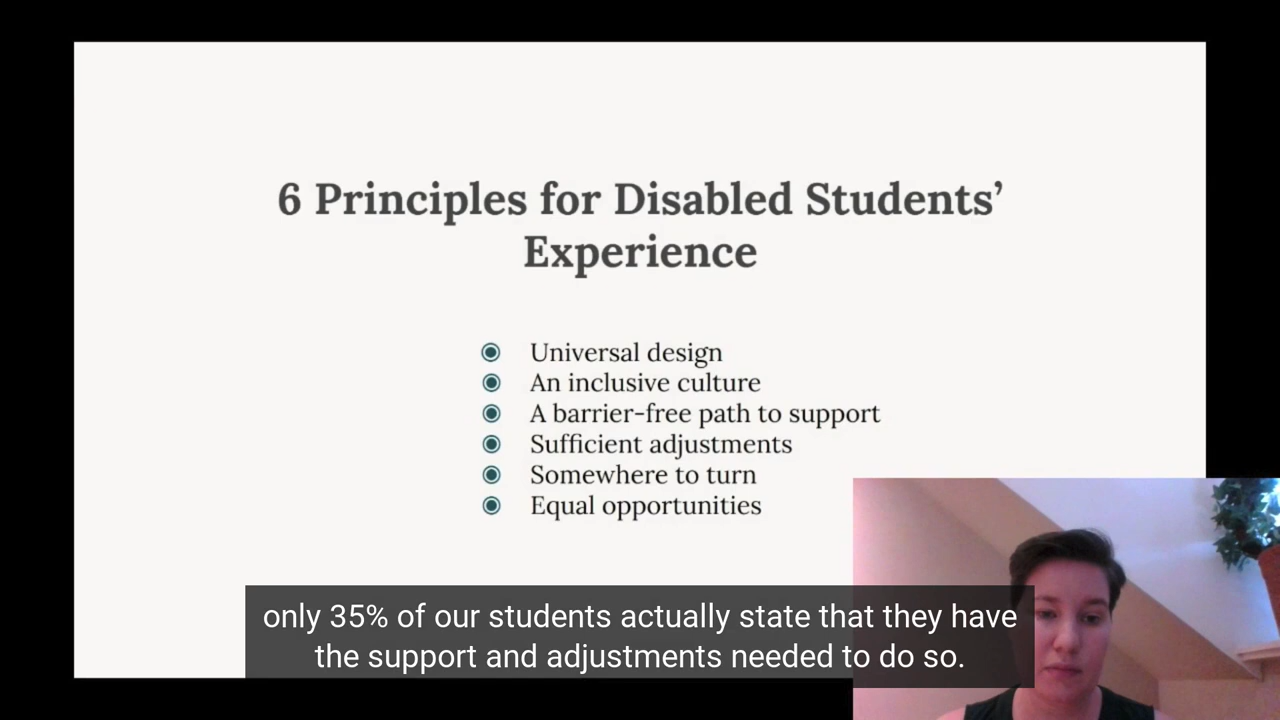 6 Principles for Disabled Students’
Experience
Universal design
An inclusive culture
A barrier-free path to support
Sufficient adjustments
Somewhere to turn
Equal opportunities
only 35% of our students actually state that they have
the support and adjustments needed to do so.